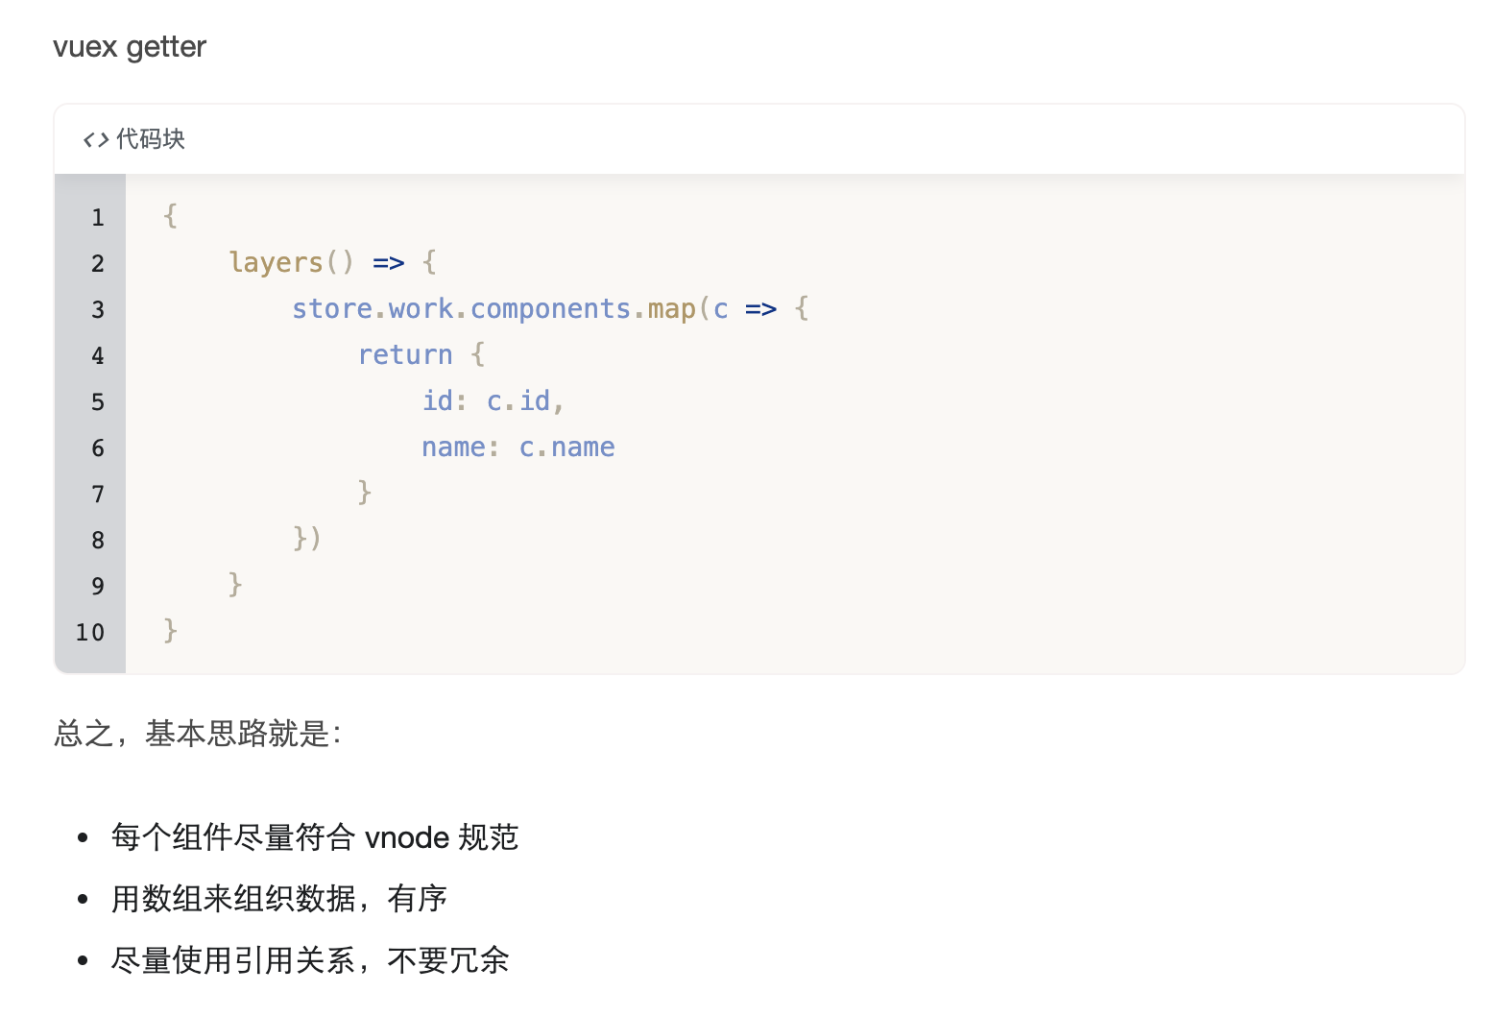 vuex getter
<> 代码块
1 {
2 layers() => {
3 store.work.components.map(c => {
4 return {
5 id: c.id,
6 name: c.name
7 }
8 })
9 }
10 }
总之，基本思路就是：
• 每个组件尽量符合 vnode 规范
• 用数组来组织数据，有序
• 尽量使用引用关系，不要冗余